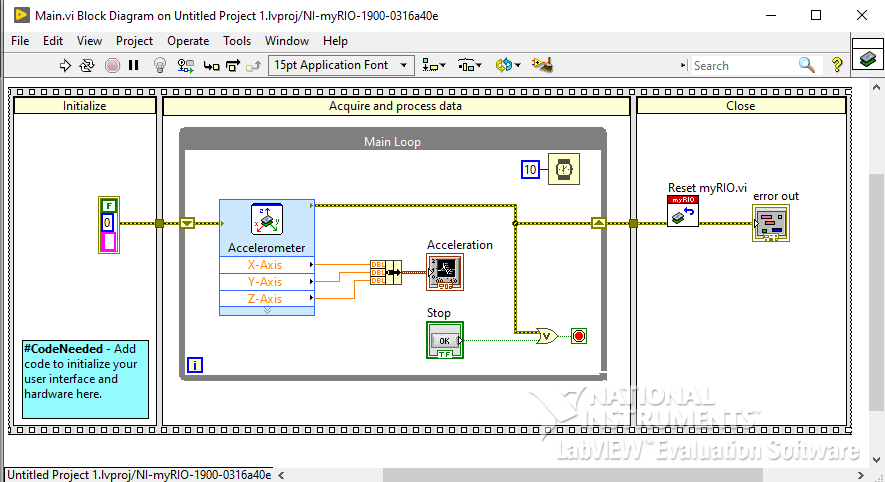 Main.vi Block Diagram on Untitled Project 1.lvproj/NI-myRIO-1900-0316a40e
File Edit View Project Operate Tools Window Help
15pt Application Font
Search
?
Initialize
Acquire and process data
Close
Main Loop
10
F
0
Accelerometer
X-Axis
Y-Axis
Z-Axis
DBL
DBL
DBL
Acceleration
Stop
OK
TF
V
i
Reset myRIO.vi
myRIO
error out
#CodeNeeded - Add
code to initialize your
user interface and
hardware here.
NATIONAL
INSTRUMENTS™
LabVIEW™ Evaluation Software
Untitled Project 1.lvproj/NI-myRIO-1900-0316a40e